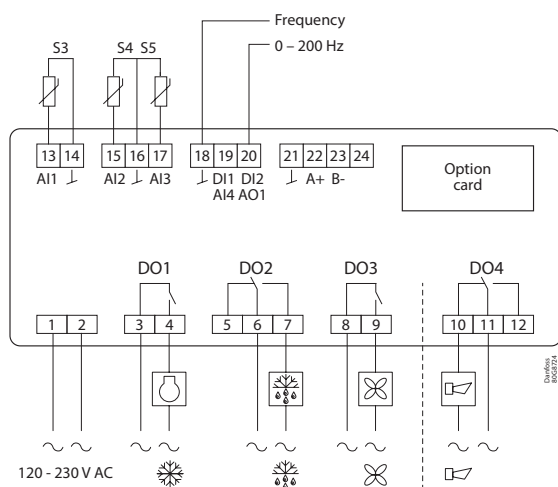 Frequency
0 – 200 Hz
S3 S4 S5
13 14 15 16 17 18 19 20 21 22 23 24
AI1 AI2 AI3 DI1 DI2 A+ B-
AI4 AO1
Option
card
DO1 DO2 DO3 DO4
1 2 3 4 5 6 7 8 9 10 11 12
Danfoss
80G8724
120 - 230 V AC